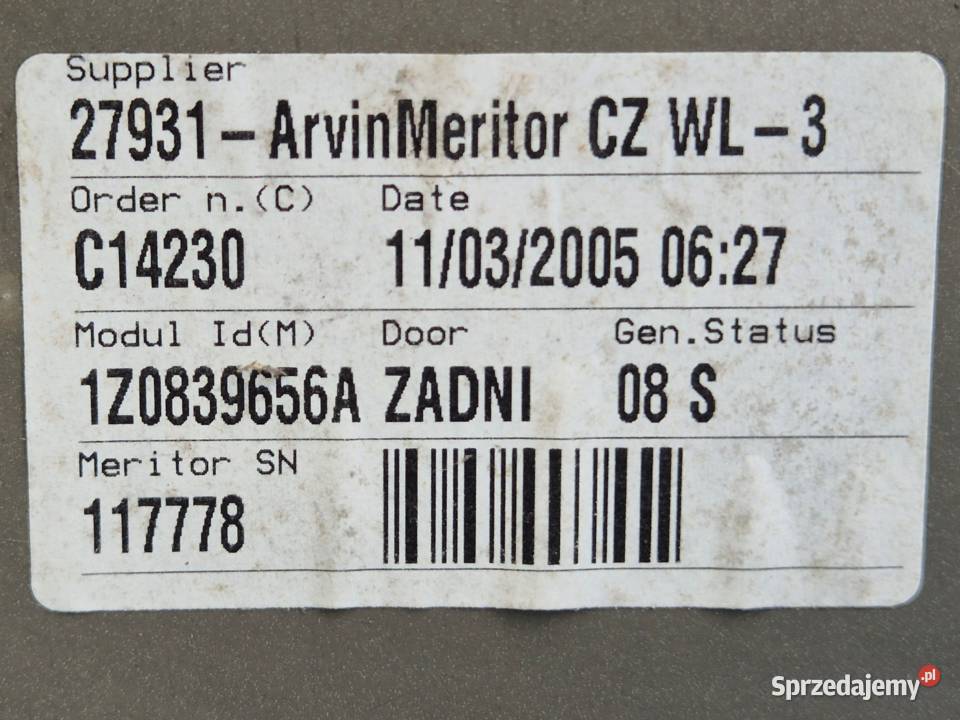 Supplier
27931-ArvinMeritor CZ WL-3
Order n.(C) Date
C14230 11/03/2005 06:27
Modul Id(M) Door Gen.Status
1Z0839656A ZADNI 08 S
Meritor SN
117778
Sprzedajemy.pl